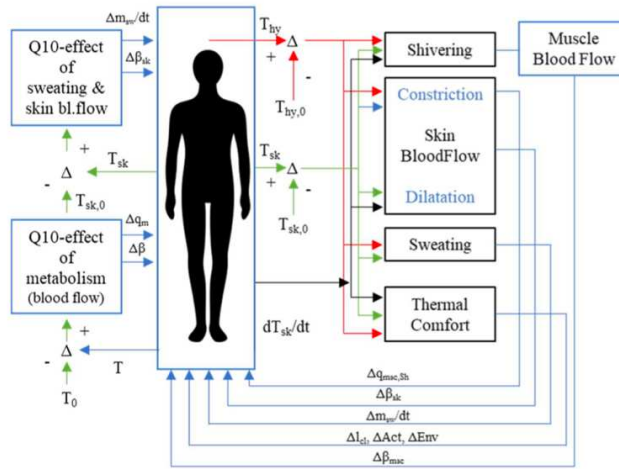 Δm_sw/dt
Q10-effect
of
sweating &
skin bl.flow
Δβ_sk
+
Δ
-
T_sk
T_sk,0
Q10-effect
of
metabolism
(blood flow)
Δq_m
Δβ
+
Δ
-
T
T_0
T_hy
Δ
+
-
T_hy,0
T_sk
Δ
+
-
T_sk,0
dT_sk/dt
Shivering
Muscle
Blood Flow
Constriction
Skin
BloodFlow
Dilatation
Sweating
Thermal
Comfort
Δq_msc,Sh
Δβ_sk
Δm_sw/dt
ΔI_cl, ΔAct, ΔEnv
Δβ_msc